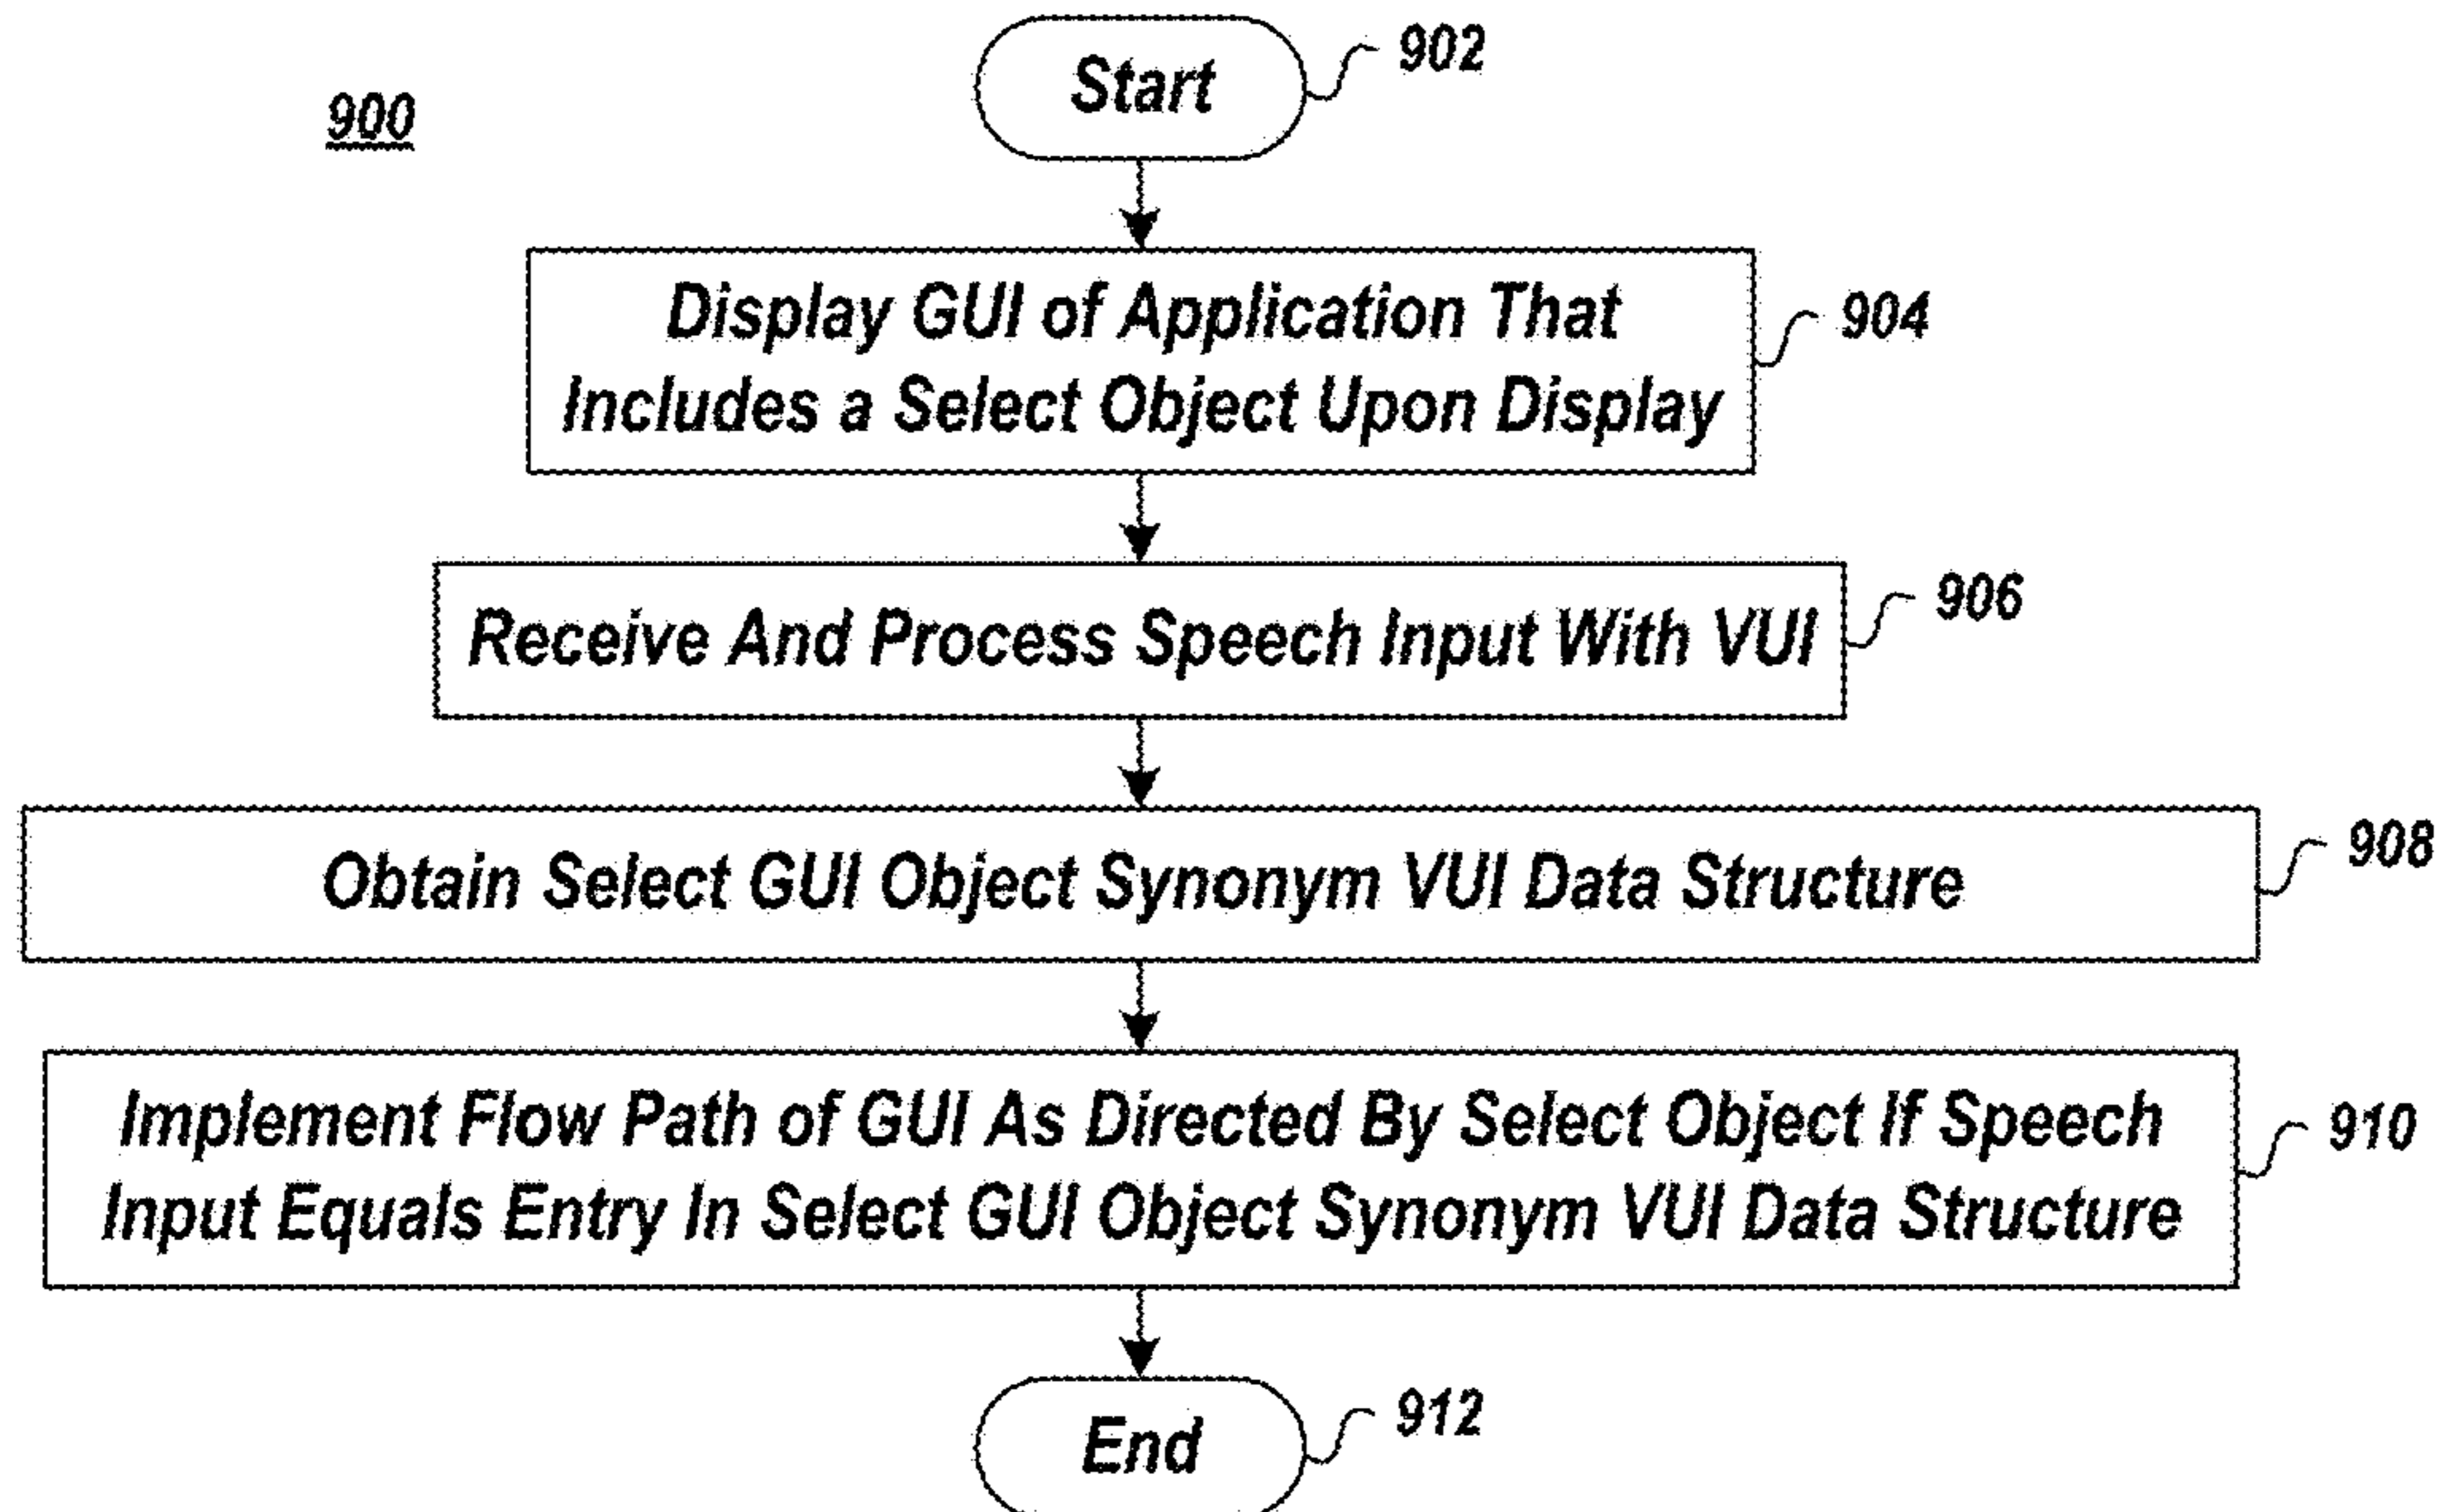 900
Start
902
Display GUI of Application That
Includes a Select Object Upon Display
904
Receive And Process Speech Input With VUI
906
Obtain Select GUI Object Synonym VUI Data Structure
908
Implement Flow Path of GUI As Directed By Select Object If Speech
Input Equals Entry In Select GUI Object Synonym VUI Data Structure
910
End
912